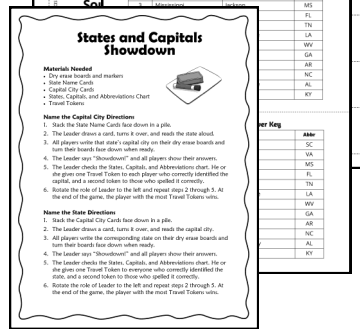 Soil
3 Mississippi Jackson MS
FL
TN
LA
WV
GA
AR
NC
AL
KY
States and Capitals
Showdown
Materials Needed
• Dry erase boards and markers
• State Name Cards
• Capital City Cards
• States, Capitals, and Abbreviations Chart
• Travel Tokens
Name the Capital City Directions
1. Stack the State Name Cards face down in a pile.
2. The Leader draws a card, turns it over, and reads the state aloud.
3. All players write that state's capital city on their dry erase boards and
turn their boards face down when ready.
4. The Leader says "Showdown!" and all players show their answers.
5. The Leader checks the States, Capitals, and Abbreviation chart. He or
she gives one Travel Token to each player who correctly identified the
capital, and a second token to those who spelled it correctly.
6. Rotate the role of Leader to the left and repeat steps 2 through 5. At
the end of the game, the player with the most Travel Tokens wins.
Name the State Directions
1. Stack the Capital City Cards face down in a pile.
2. The Leader draws a card, turns it over, and reads the capital city.
3. All players write the corresponding state on their dry erase boards and
turn their boards face down when ready.
4. The Leader says "Showdown!" and all players show their answers.
5. The Leader checks the States, Capitals, and Abbreviations chart. He or
she gives one Travel Token to everyone who correctly identified the
state, and a second token to those who spelled it correctly.
6. Rotate the role of Leader to the left and repeat steps 2 through 5. At
the end of the game, the player with the most Travel Tokens wins.
wer Key
Abbr
SC
VA
MS
FL
TN
LA
WV
GA
AR
NC
AL
KY